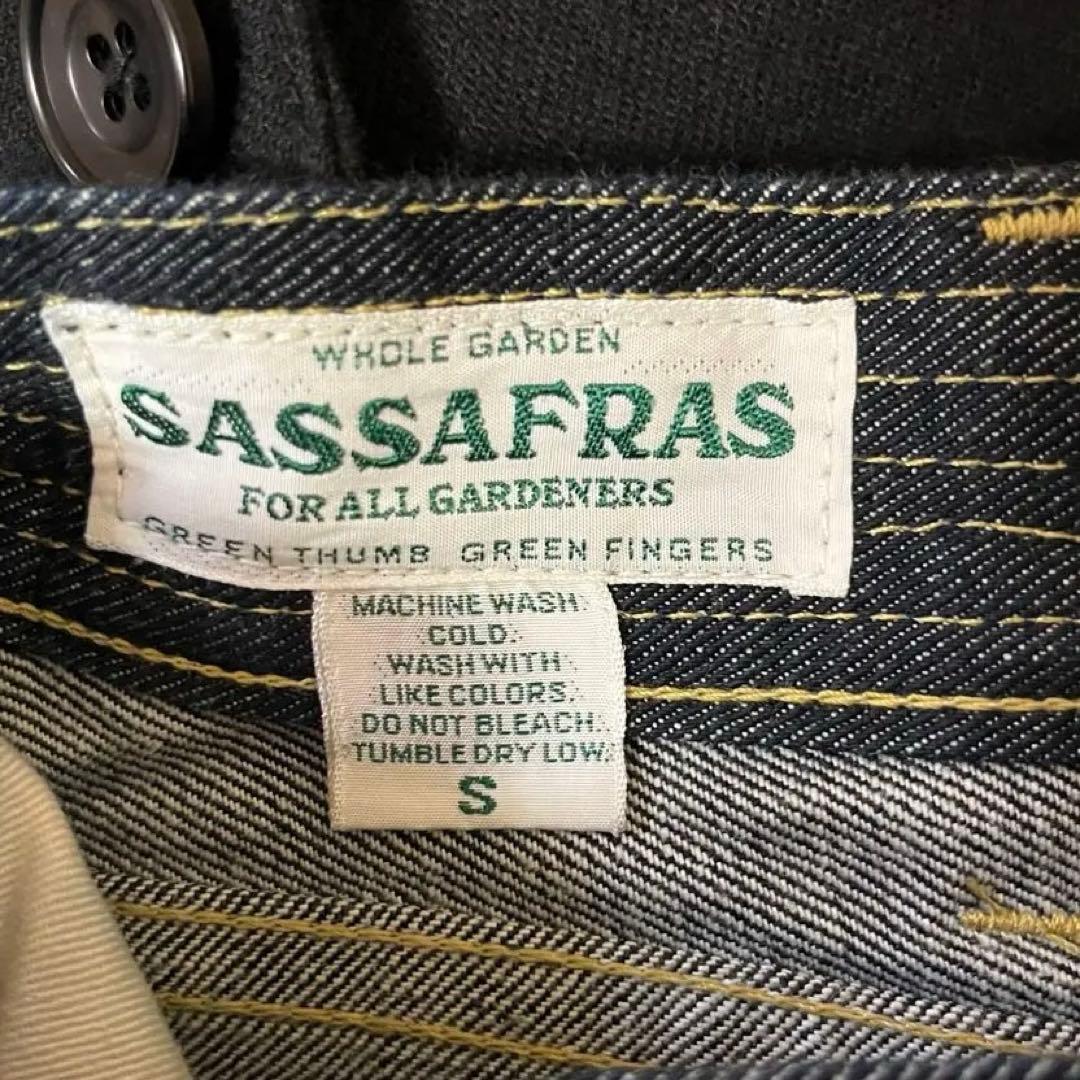 WHOLE GARDEN
SASSAFRAS
FOR ALL GARDENERS
GREEN THUMB GREEN FINGERS
MACHINE WASH
COLD.
WASH WITH
LIKE COLORS.
DO NOT BLEACH.
TUMBLE DRY LOW.
S